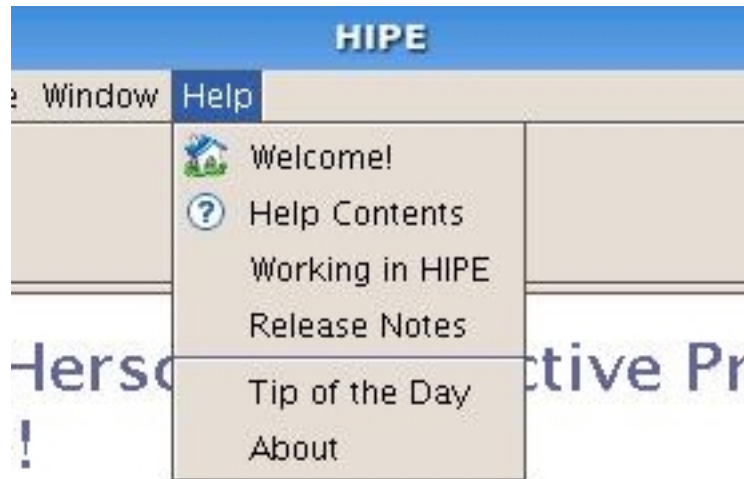 HIPE
Window Help
Welcome!
Help Contents
Working in HIPE
Release Notes
Tip of the Day
About
!